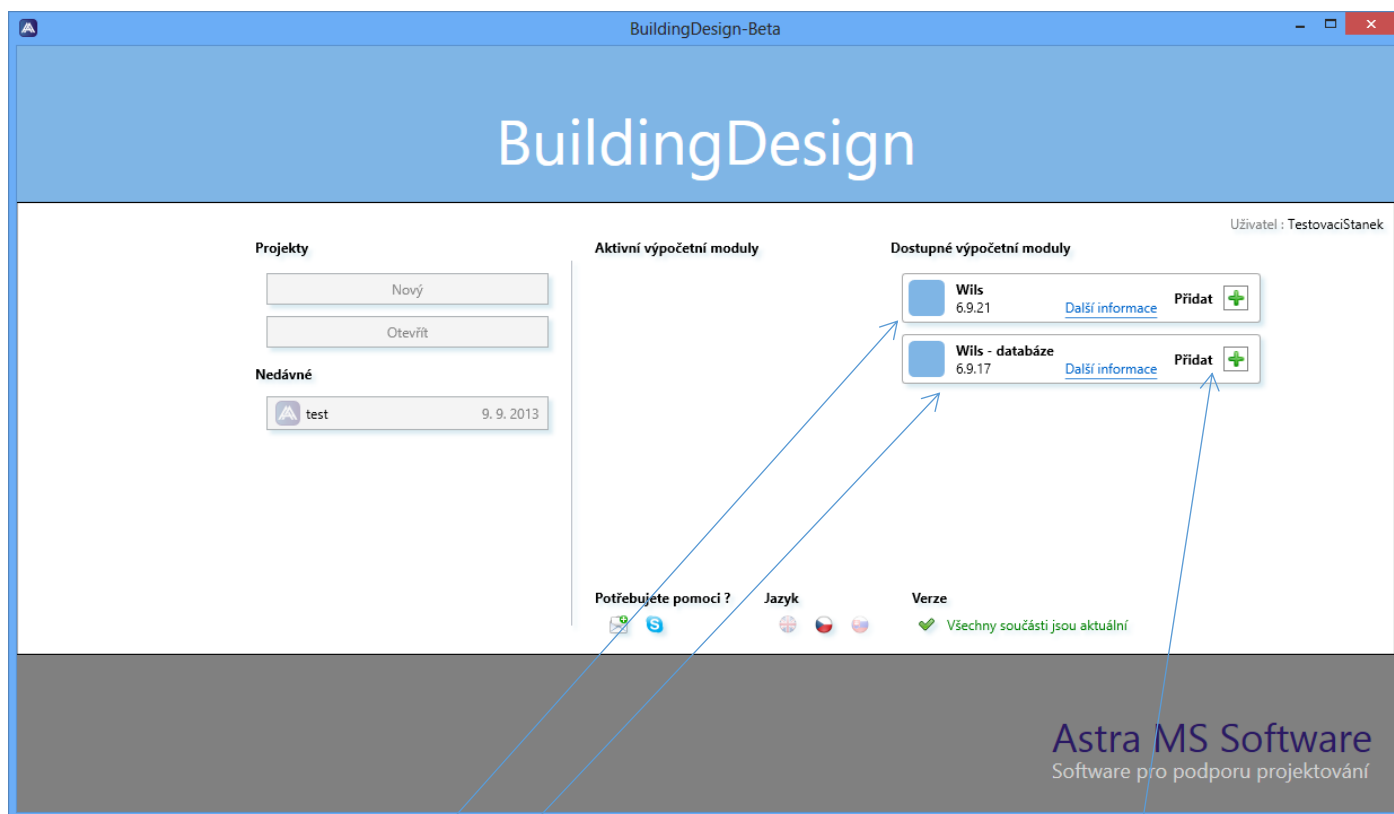 BuildingDesign-Beta
BuildingDesign
Uživatel : TestovaciStanek
Projekty
Nový
Otevřít
Nedávné
test 9. 9. 2013
Aktivní výpočetní moduly
Dostupné výpočetní moduly
Wils
6.9.21 Další informace Přidat
Wils - databáze
6.9.17 Další informace Přidat
Potřebujete pomoci ?
Jazyk
Verze
Všechny součásti jsou aktuální
Astra MS Software
Software pro podporu projektování